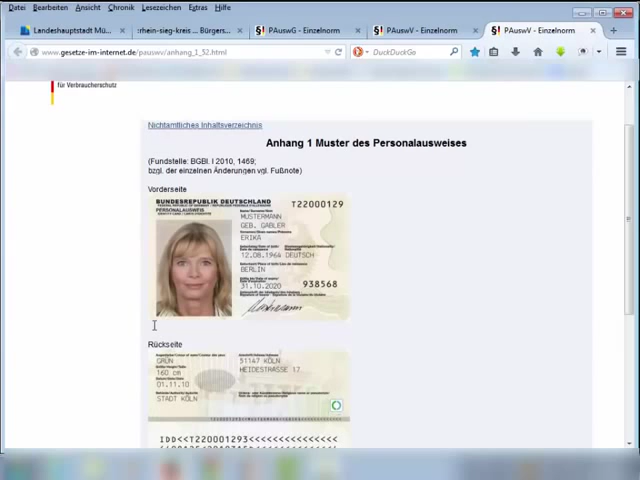 Datei Bearbeiten Ansicht Chronik Lesezeichen Extras Hilfe
Landeshauptstadt Mü... :rhein-sieg-kreis .. Bürgers... PAuswG - Einzelnorm PAuswV - Einzelnorm PAuswV - Einzelnorm
www.gesetze-im-internet.de/pauswv/anhang_1_52.html DuckDuckGo
für Verbraucherschutz
Nichtamtliches Inhaltsverzeichnis
Anhang 1 Muster des Personalausweises
(Fundstelle: BGBl. I 2010, 1469;
bzgl. der einzelnen Änderungen vgl. Fußnote)
Vorderseite
BUNDESREPUBLIK DEUTSCHLAND
T22000129
PERSONALAUSWEIS
MUSTERMANN
GEB. GABLER
ERIKA
12.08.1964 DEUTSCH
BERLIN
31.10.2020
938568
Rückseite
GRÜN
51147 KÖLN
160 cm
HEIDESTRASSE 17
01.11.10
STADT KÖLN
IDD<<T220001293<<<<<<<<<<<<<<<